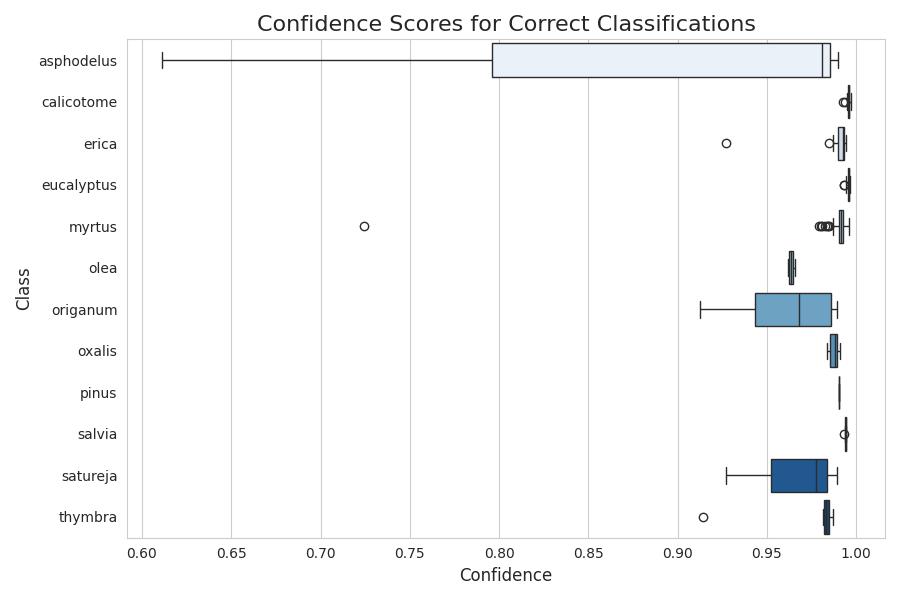 Confidence Scores for Correct Classifications
asphodelus
calicotome
erica
eucalyptus
myrtus
olea
origanum
oxalis
pinus
salvia
satureja
thymbra
Class
0.60 0.65 0.70 0.75 0.80 0.85 0.90 0.95 1.00
Confidence